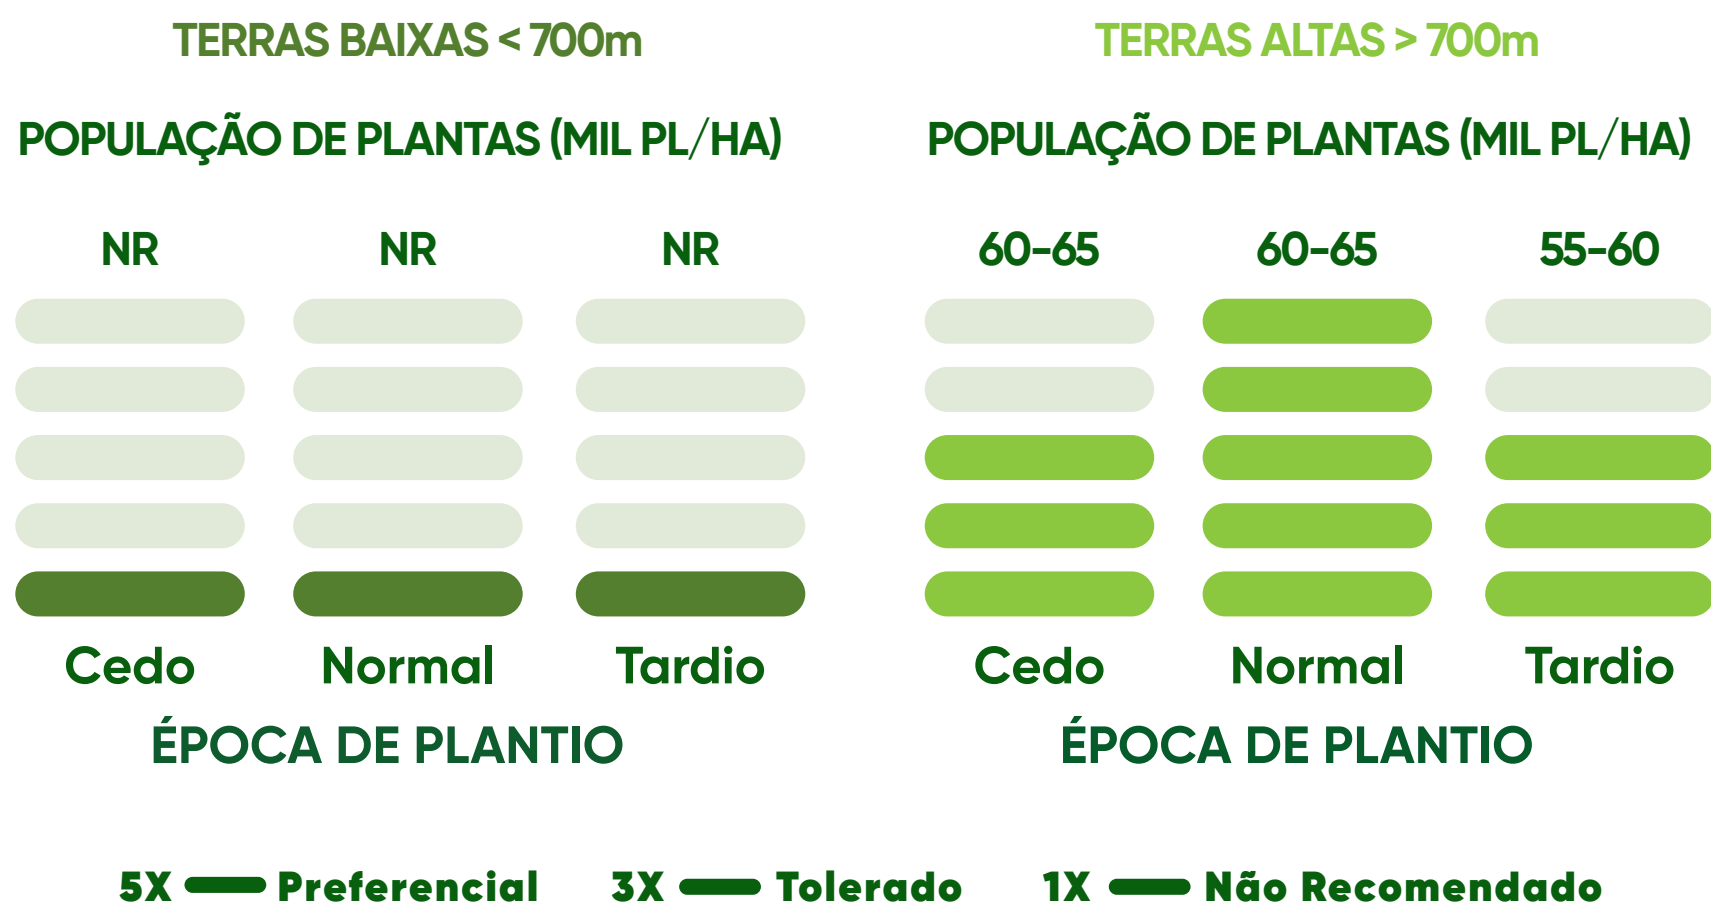 TERRAS BAIXAS < 700m
POPULAÇÃO DE PLANTAS (MIL PL/HA)
NR NR NR
Cedo Normal Tardio
ÉPOCA DE PLANTIO
TERRAS ALTAS > 700m
POPULAÇÃO DE PLANTAS (MIL PL/HA)
60-65 60-65 55-60
Cedo Normal Tardio
ÉPOCA DE PLANTIO
5X Preferencial 3X Tolerado 1X Não Recomendado